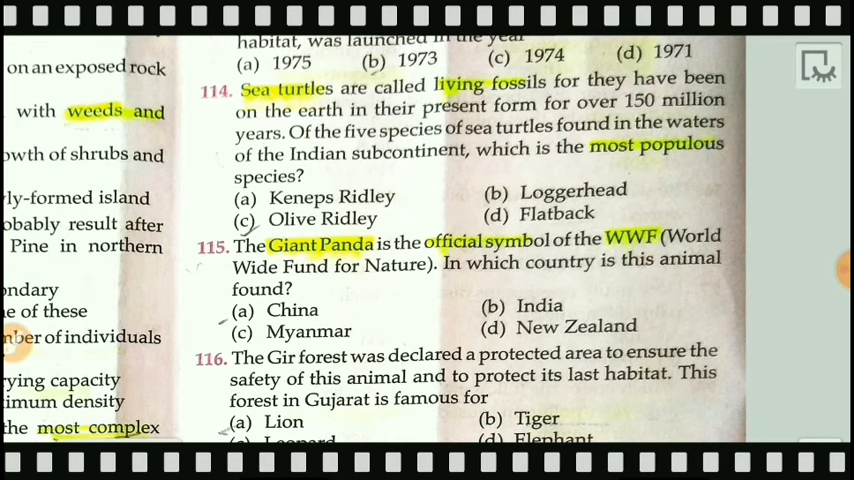 on an exposed rock
with weeds and
owth of shrubs and
ly-formed island
obably result after
Pine in northern
ondary
e of these
nber of individuals
rying capacity
imum density
the most complex
habitat, was launched in the year
(a) 1975 (b) 1973 (c) 1974 (d) 1971
114. Sea turtles are called living fossils for they have been
on the earth in their present form for over 150 million
years. Of the five species of sea turtles found in the waters
of the Indian subcontinent, which is the most populous
species?
(a) Keneps Ridley (b) Loggerhead
(c) Olive Ridley (d) Flatback
115. The Giant Panda is the official symbol of the WWF (World
Wide Fund for Nature). In which country is this animal
found?
(a) China (b) India
(c) Myanmar (d) New Zealand
116. The Gir forest was declared a protected area to ensure the
safety of this animal and to protect its last habitat. This
forest in Gujarat is famous for
(a) Lion (b) Tiger
(c) Leopard (d) Elephant